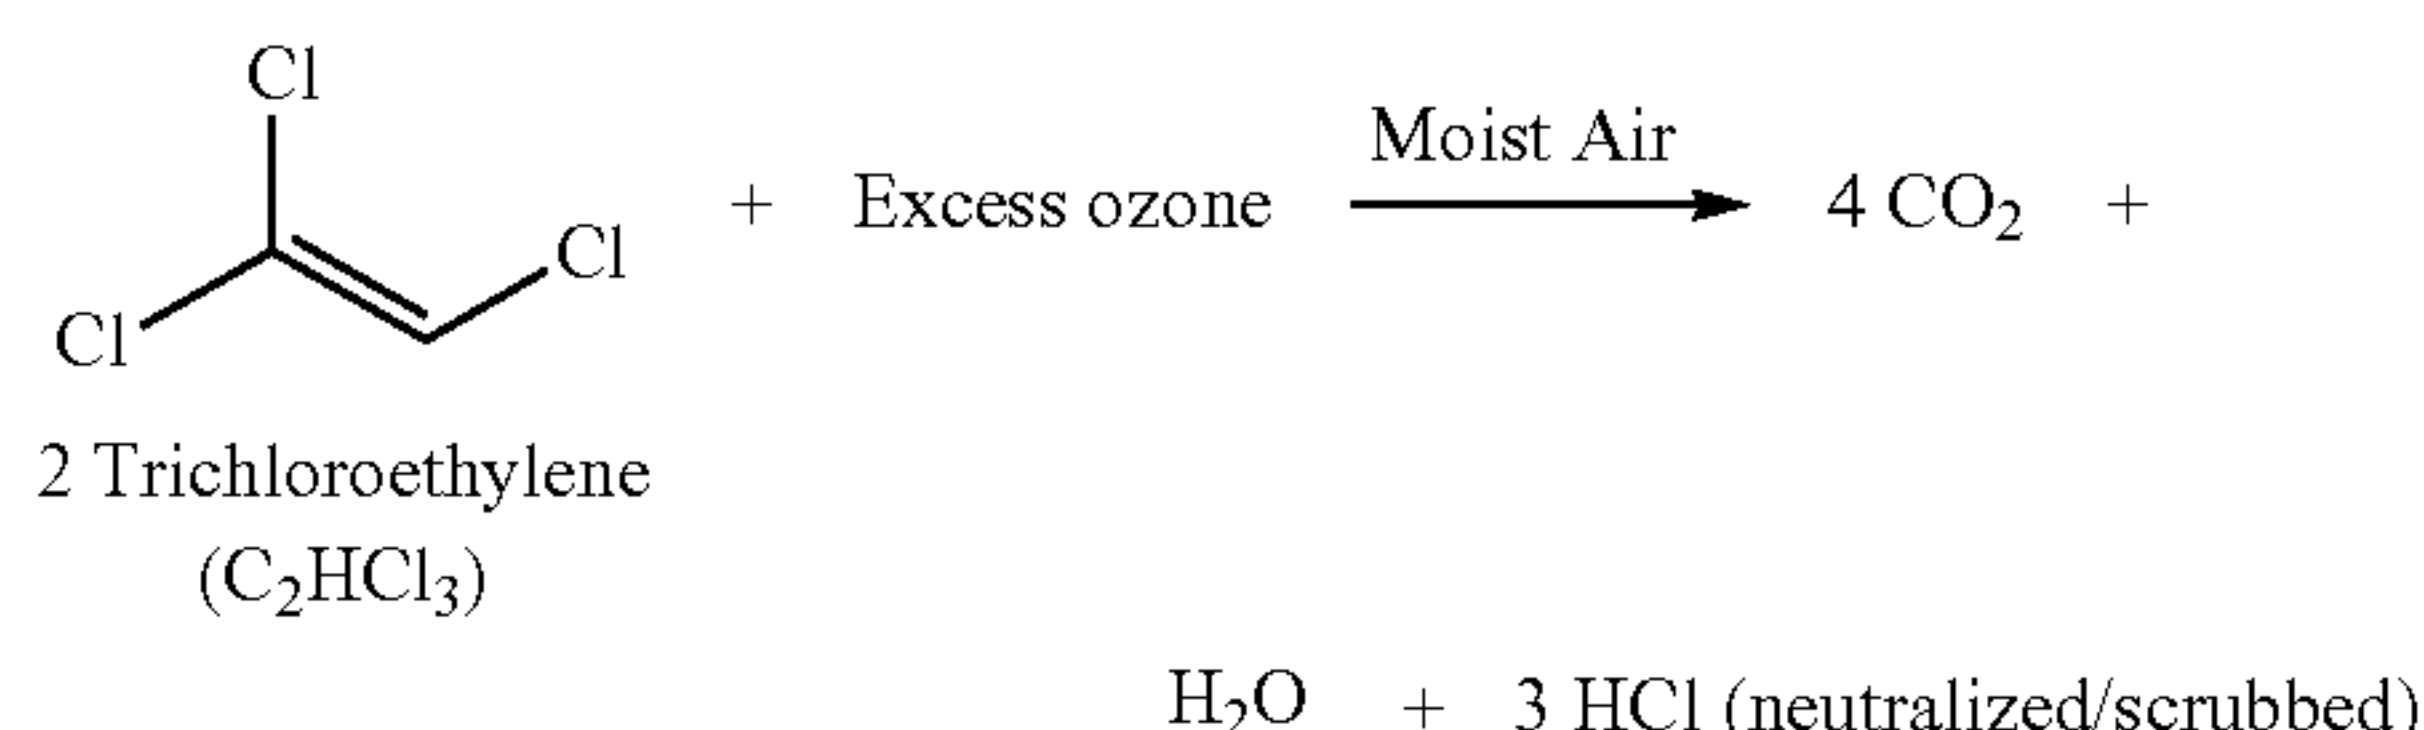 Cl
Moist Air
+ Excess ozone 4 CO₂ +
Cl
Cl
2 Trichloroethylene
(C₂HCl₃)
H₂O + 3 HCl (neutralized/scrubbed)